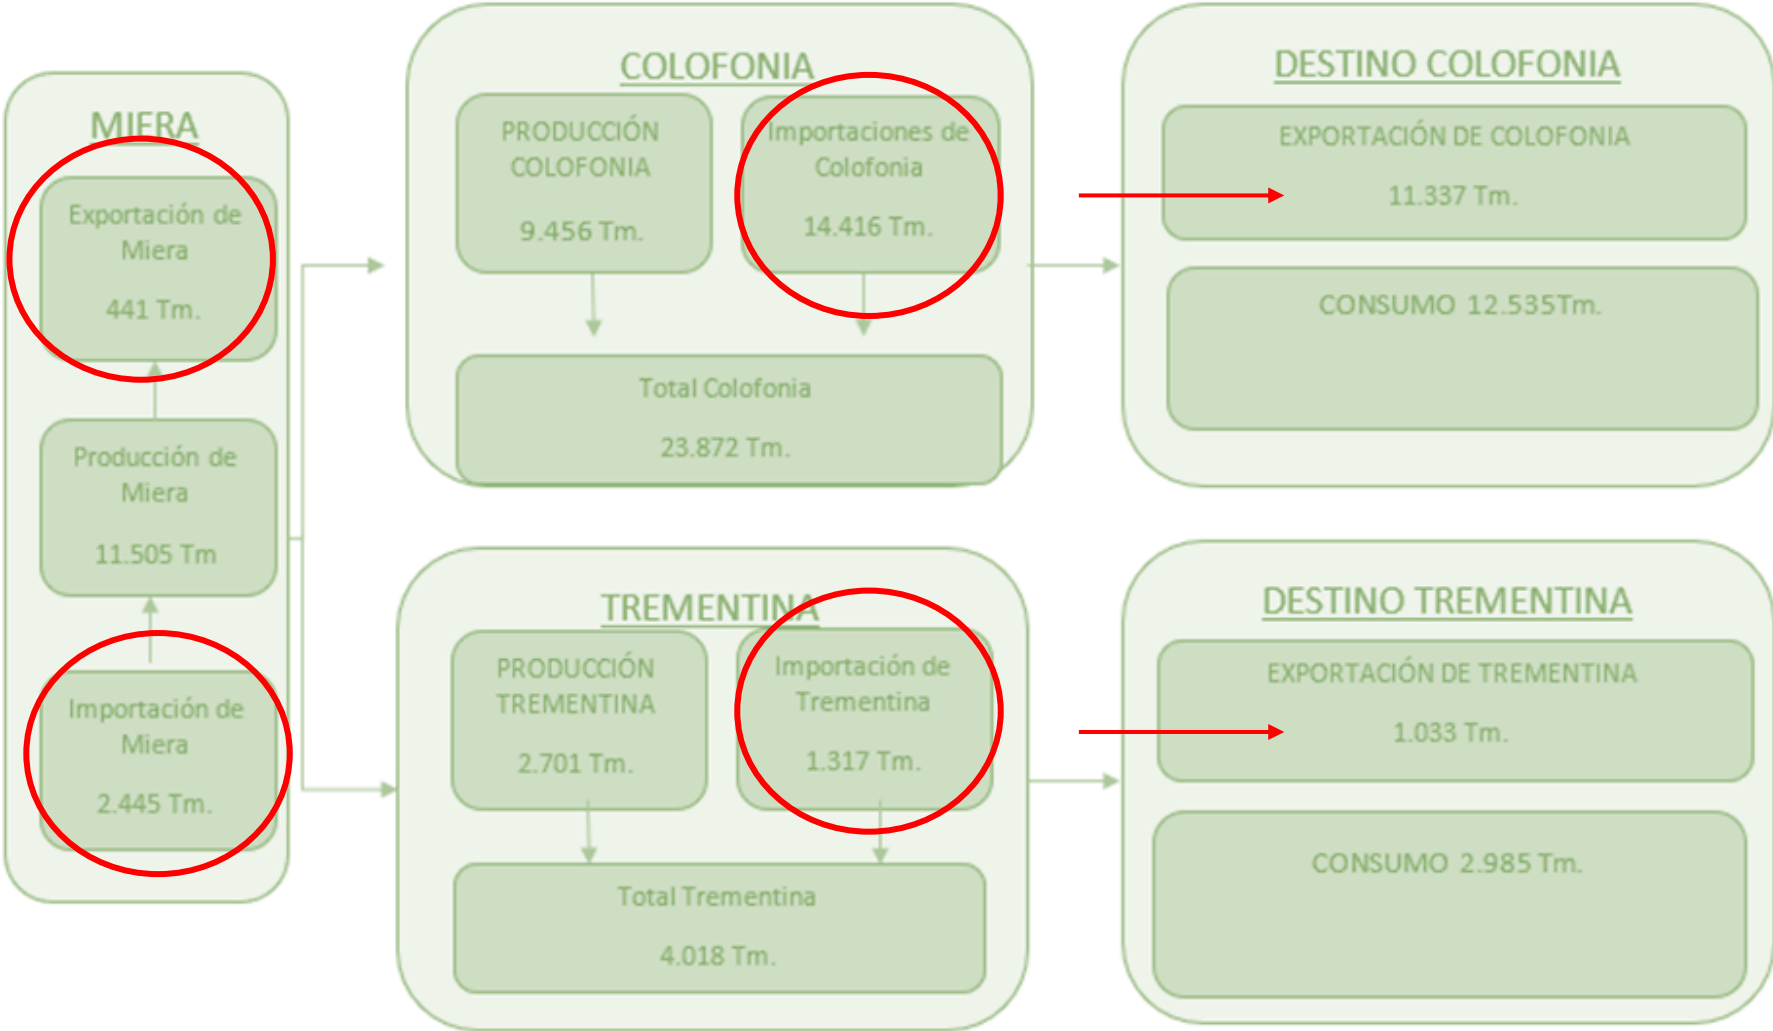 MIERA
Exportación de
Miera
441 Tm.
Producción de
Miera
11.505 Tm
Importación de
Miera
2.445 Tm.
COLOFONIA
PRODUCCIÓN
COLOFONIA
9.456 Tm.
Importaciones de
Colofonia
14.416 Tm.
Total Colofonia
23.872 Tm.
DESTINO COLOFONIA
EXPORTACIÓN DE COLOFONIA
11.337 Tm.
CONSUMO 12.535Tm.
TREMENTINA
PRODUCCIÓN
TREMENTINA
2.701 Tm.
Importación de
Trementina
1.317 Tm.
Total Trementina
4.018 Tm.
DESTINO TREMENTINA
EXPORTACIÓN DE TREMENTINA
1.033 Tm.
CONSUMO 2.985 Tm.